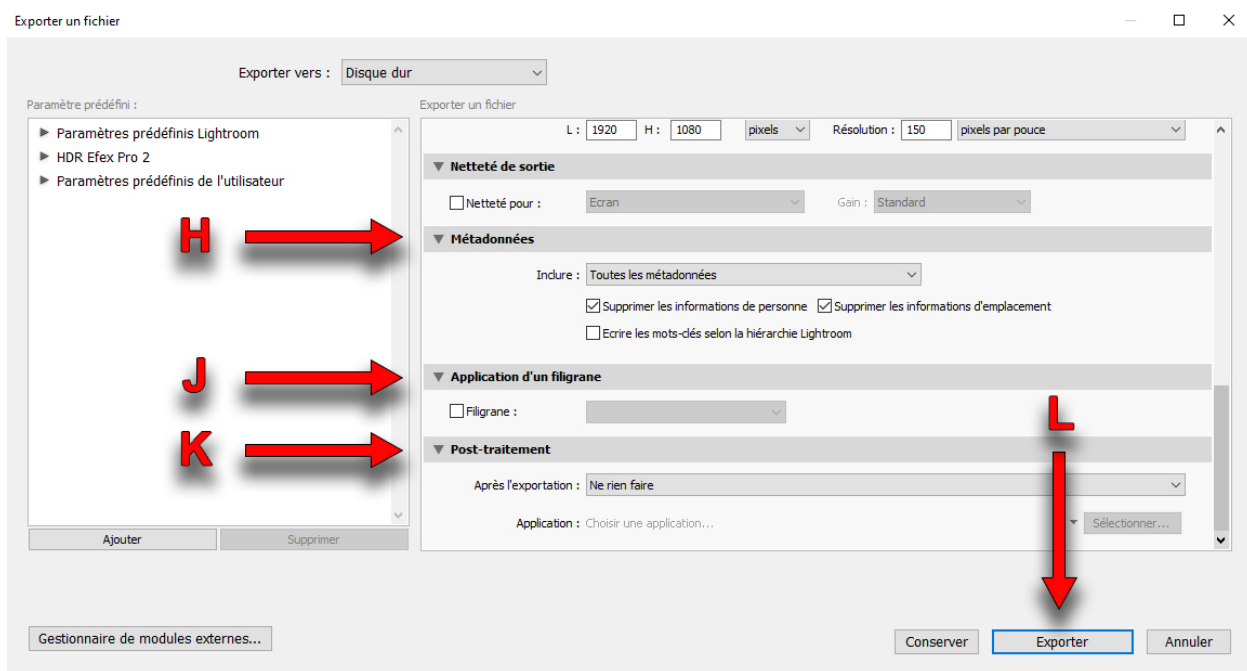 Exporter un fichier
Exporter vers : Disque dur
Paramètre prédéfini :
Paramètres prédéfinis Lightroom
HDR Efex Pro 2
Paramètres prédéfinis de l'utilisateur
Ajouter Supprimer
Exporter un fichier
L : 1920 H : 1080 pixels Résolution : 150 pixels par pouce
Netteté de sortie
Netteté pour : Ecran Gain : Standard
H
Métadonnées
Inclure : Toutes les métadonnées
Supprimer les informations de personne Supprimer les informations d'emplacement
Ecrire les mots-clés selon la hiérarchie Lightroom
J
Application d'un filigrane
Filigrane :
L
K
Post-traitement
Après l'exportation : Ne rien faire
Application : Choisir une application... Sélectionner...
Gestionnaire de modules externes... Conserver Exporter Annuler